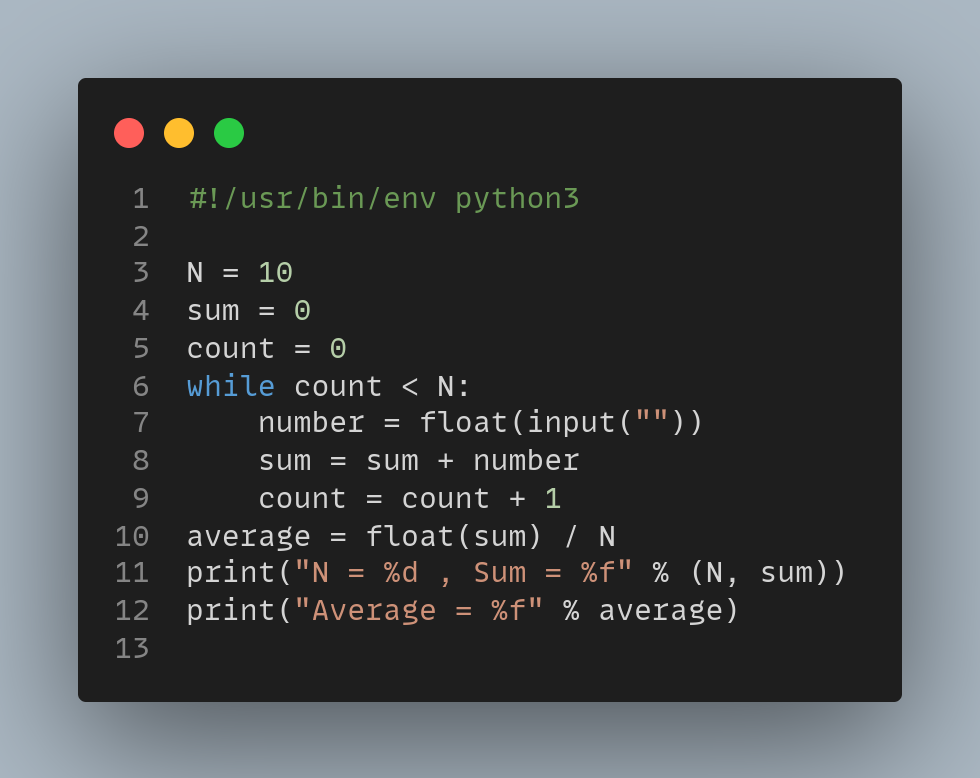 1 #!/usr/bin/env python3
2
3 N = 10
4 sum = 0
5 count = 0
6 while count < N:
7     number = float(input(""))
8     sum = sum + number
9     count = count + 1
10 average = float(sum) / N
11 print("N = %d , Sum = %f" % (N, sum))
12 print("Average = %f" % average)
13